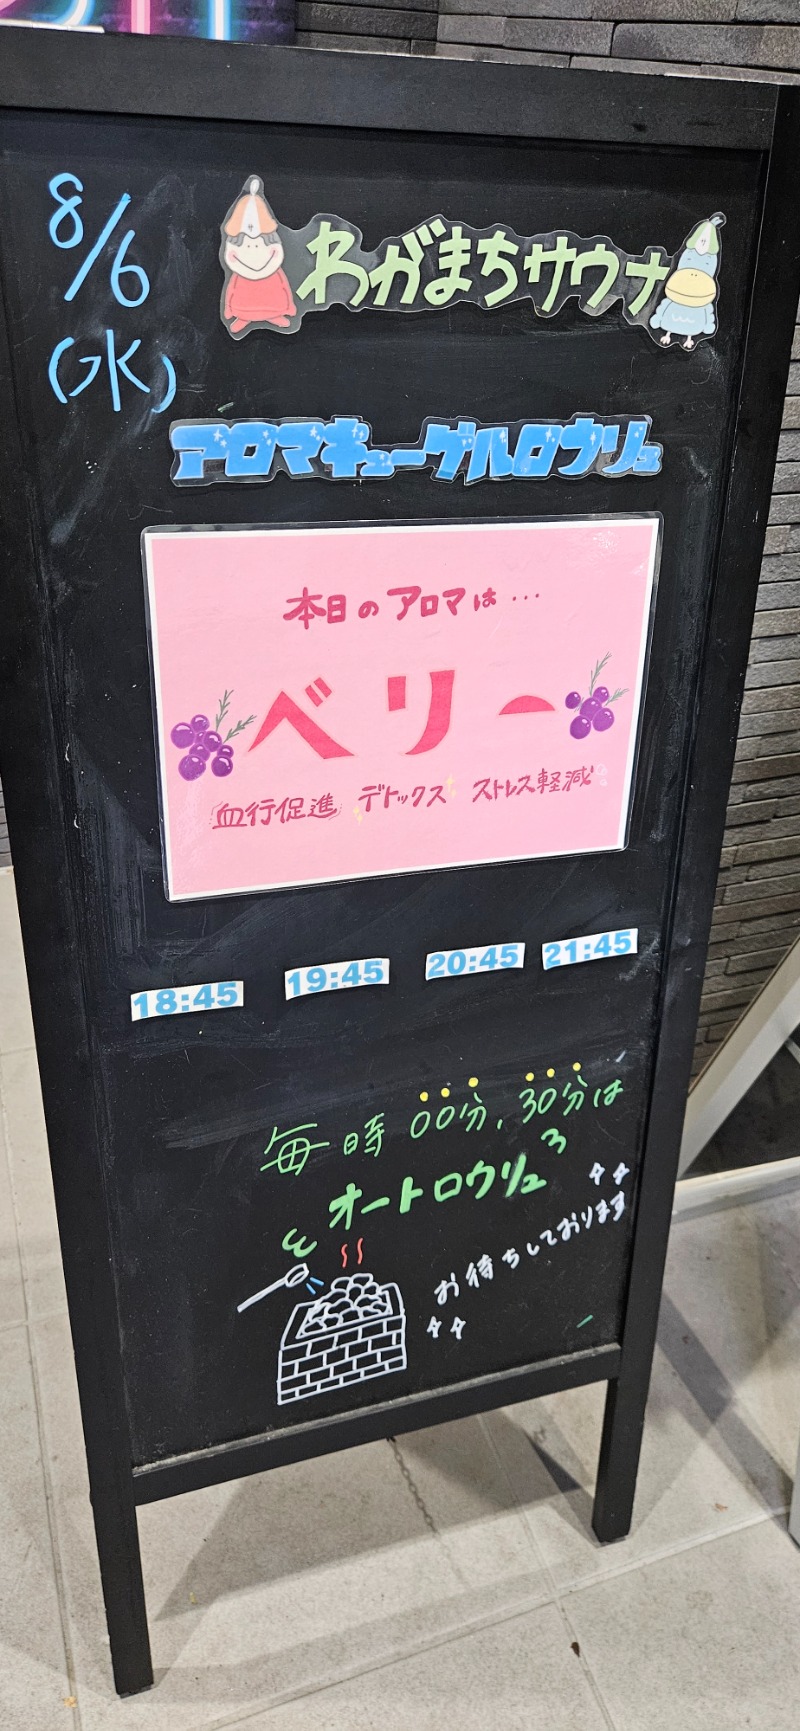 8/6
(水)
わがまちサウナ
アロマキューゲルロウリュ
本日のアロマは…
ベリー
血行促進 デトックス ストレス軽減
18:45 19:45 20:45 21:45
毎時00分、30分は
オートロウリュ
お待ちしております